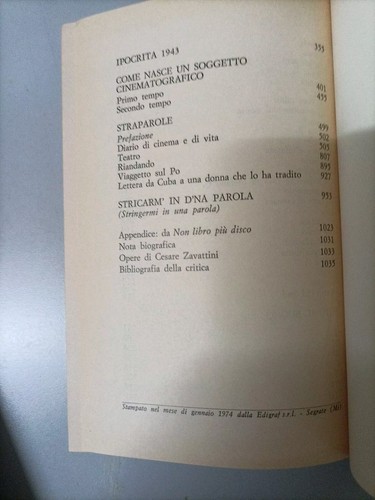 IPOCRITA 1943 333
COME NASCE UN SOGGETTO
CINEMATOGRAFICO
Primo tempo 401
Secondo tempo 455
STRAPAROLE
Prefazione 499
Diario di cinema e di vita 502
Teatro 505
Riandando 807
Viaggetto sul Po 895
Lettera da Cuba a una donna che lo ha tradito 927
STRICARM' IN D'NA PAROLA 953
(Stringermi in una parola)
Appendice: da Non libro più disco 1023
Nota biografica 1031
Opere di Cesare Zavattini 1033
Bibliografia della critica 1035
Stampato nel mese di gennaio 1974 dalla Edigraf s.r.l. - Segrate (Mi)